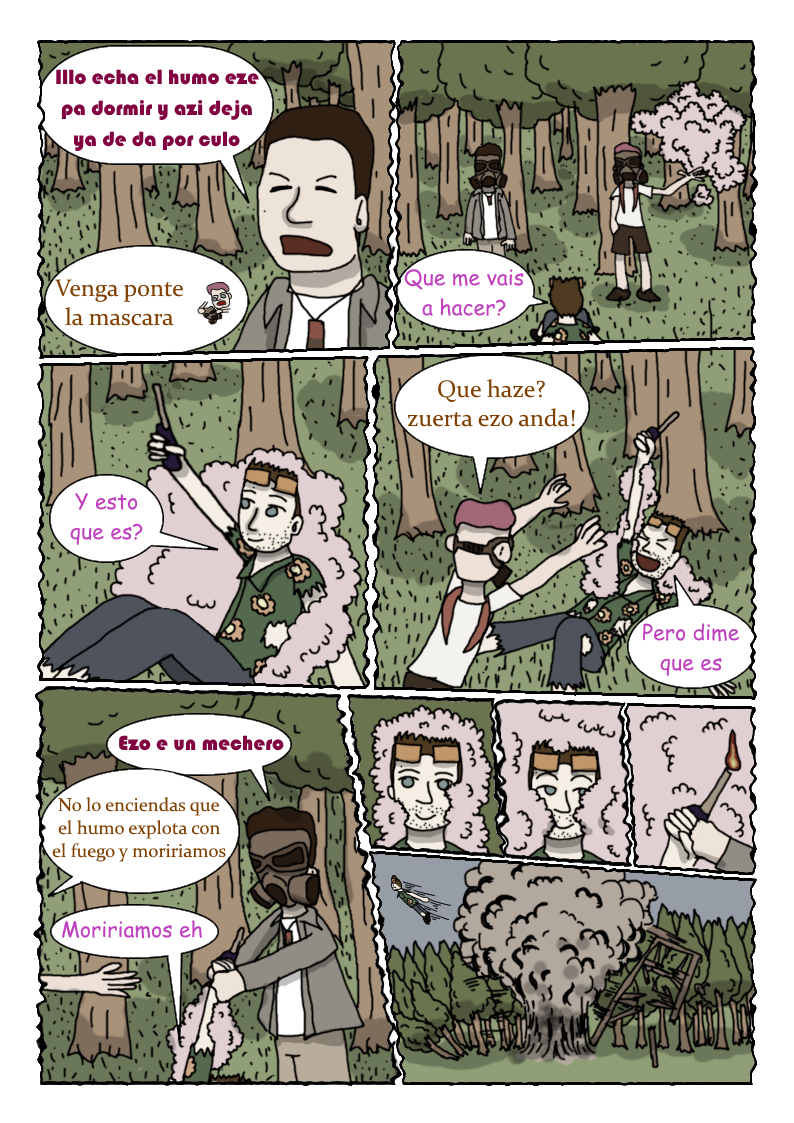 Illo echa el humo eze
pa dormir y azi deja
ya de da por culo
Venga ponte
la mascara
Que me vais
a hacer?
Y esto
que es?
Que haze?
zuerta ezo anda!
Pero dime
que es
Ezo e un mechero
No lo enciendas que
el humo explota con
el fuego y moririamos
Moririamos eh